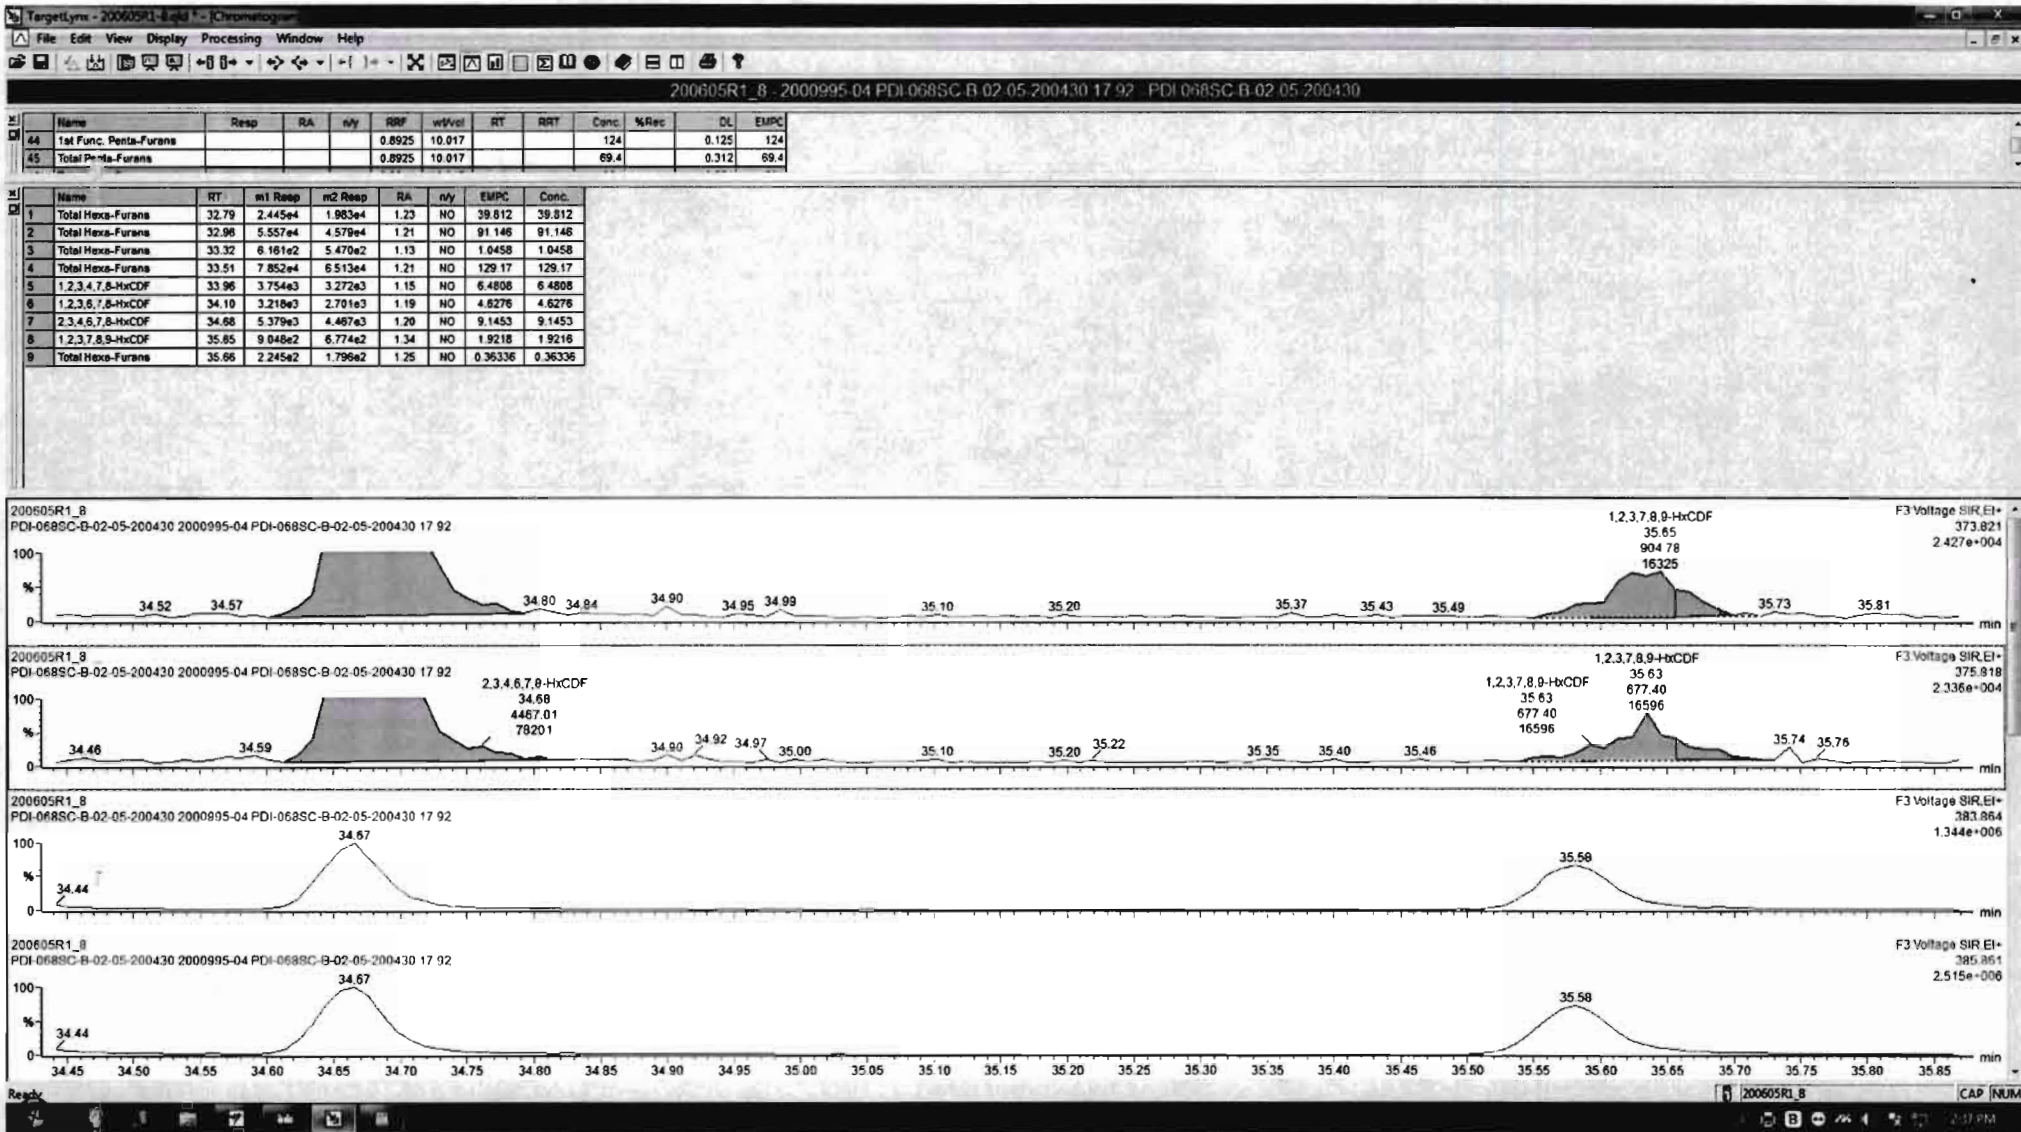 TargetLynx - 200605R1-8.qld * - [Chromatogram
File Edit View Display Processing Window Help
200605R1_8 - 2000995-04 PDI-068SC-B-02-05-200430 17.92 PDI-068SC-B-02-05-200430
Name Resp RA n/y RRF wt/vol RT RRT Conc. %Rec DL EMPC
44 1st Func. Penta-Furans 0.8925 10.017 124 0.125 124
45 Total Penta-Furans 0.8925 10.017 69.4 0.312 69.4
Name RT m1 Resp m2 Resp RA n/y EMPC Conc.
1 Total Hexa-Furans 32.79 2.445e4 1.983e4 1.23 NO 39.812 39.812
2 Total Hexa-Furans 32.96 5.557e4 4.579e4 1.21 NO 91.146 91.146
3 Total Hexa-Furans 33.32 6.161e2 5.470e2 1.13 NO 1.0458 1.0458
4 Total Hexa-Furans 33.51 7.852e4 6.513e4 1.21 NO 129.17 129.17
5 1,2,3,4,7,8-HxCDF 33.96 3.754e3 3.272e3 1.15 NO 6.4808 6.4808
6 1,2,3,6,7,8-HxCDF 34.10 3.218e3 2.701e3 1.19 NO 4.6276 4.6276
7 2,3,4,6,7,8-HxCDF 34.68 5.379e3 4.467e3 1.20 NO 9.1453 9.1453
8 1,2,3,7,8,9-HxCDF 35.65 9.048e2 6.774e2 1.34 NO 1.9216 1.9216
9 Total Hexa-Furans 35.66 2.245e2 1.796e2 1.25 NO 0.36336 0.36336
200605R1_8
PDI-068SC-B-02-05-200430 2000995-04 PDI-068SC-B-02-05-200430 17.92
F3:Voltage SIR,EI+
373.821
2.427e+004
1,2,3,7,8,9-HxCDF
35.65
904.78
16325
100
%
0
34.52 34.57 34.80 34.84 34.90 34.95 34.99 35.10 35.20 35.37 35.43 35.49 35.73 35.81
min
200605R1_8
PDI-068SC-B-02-05-200430 2000995-04 PDI-068SC-B-02-05-200430 17.92
F3:Voltage SIR,EI+
375.818
2.336e+004
2,3,4,6,7,8-HxCDF
34.68
4467.01
78201
1,2,3,7,8,9-HxCDF
35.63
677.40
16596
1,2,3,7,8,9-HxCDF
35.63
677.40
16596
100
%
0
34.46 34.59 34.90 34.92 34.97 35.00 35.10 35.20 35.22 35.35 35.40 35.46 35.74 35.76
min
200605R1_8
PDI-068SC-B-02-05-200430 2000995-04 PDI-068SC-B-02-05-200430 17.92
F3:Voltage SIR,EI+
383.864
1.344e+006
100
%
0
34.44 34.67 35.58
min
200605R1_8
PDI-068SC-B-02-05-200430 2000995-04 PDI-068SC-B-02-05-200430 17.92
F3:Voltage SIR,EI+
385.861
2.515e+006
100
%
0
34.44 34.67 35.58
min
34.45 34.50 34.55 34.60 34.65 34.70 34.75 34.80 34.85 34.90 34.95 35.00 35.05 35.10 35.15 35.20 35.25 35.30 35.35 35.40 35.45 35.50 35.55 35.60 35.65 35.70 35.75 35.80 35.85
Ready
200605R1_8 CAP NUM
2:37 PM